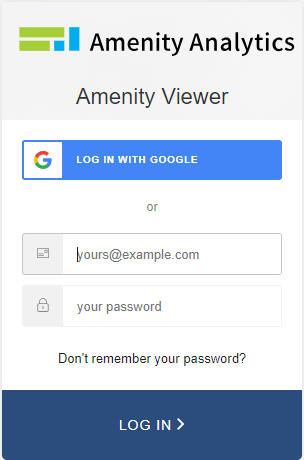 Amenity Analytics
Amenity Viewer
G LOG IN WITH GOOGLE
or
yours@example.com
your password
Don't remember your password?
LOG IN >